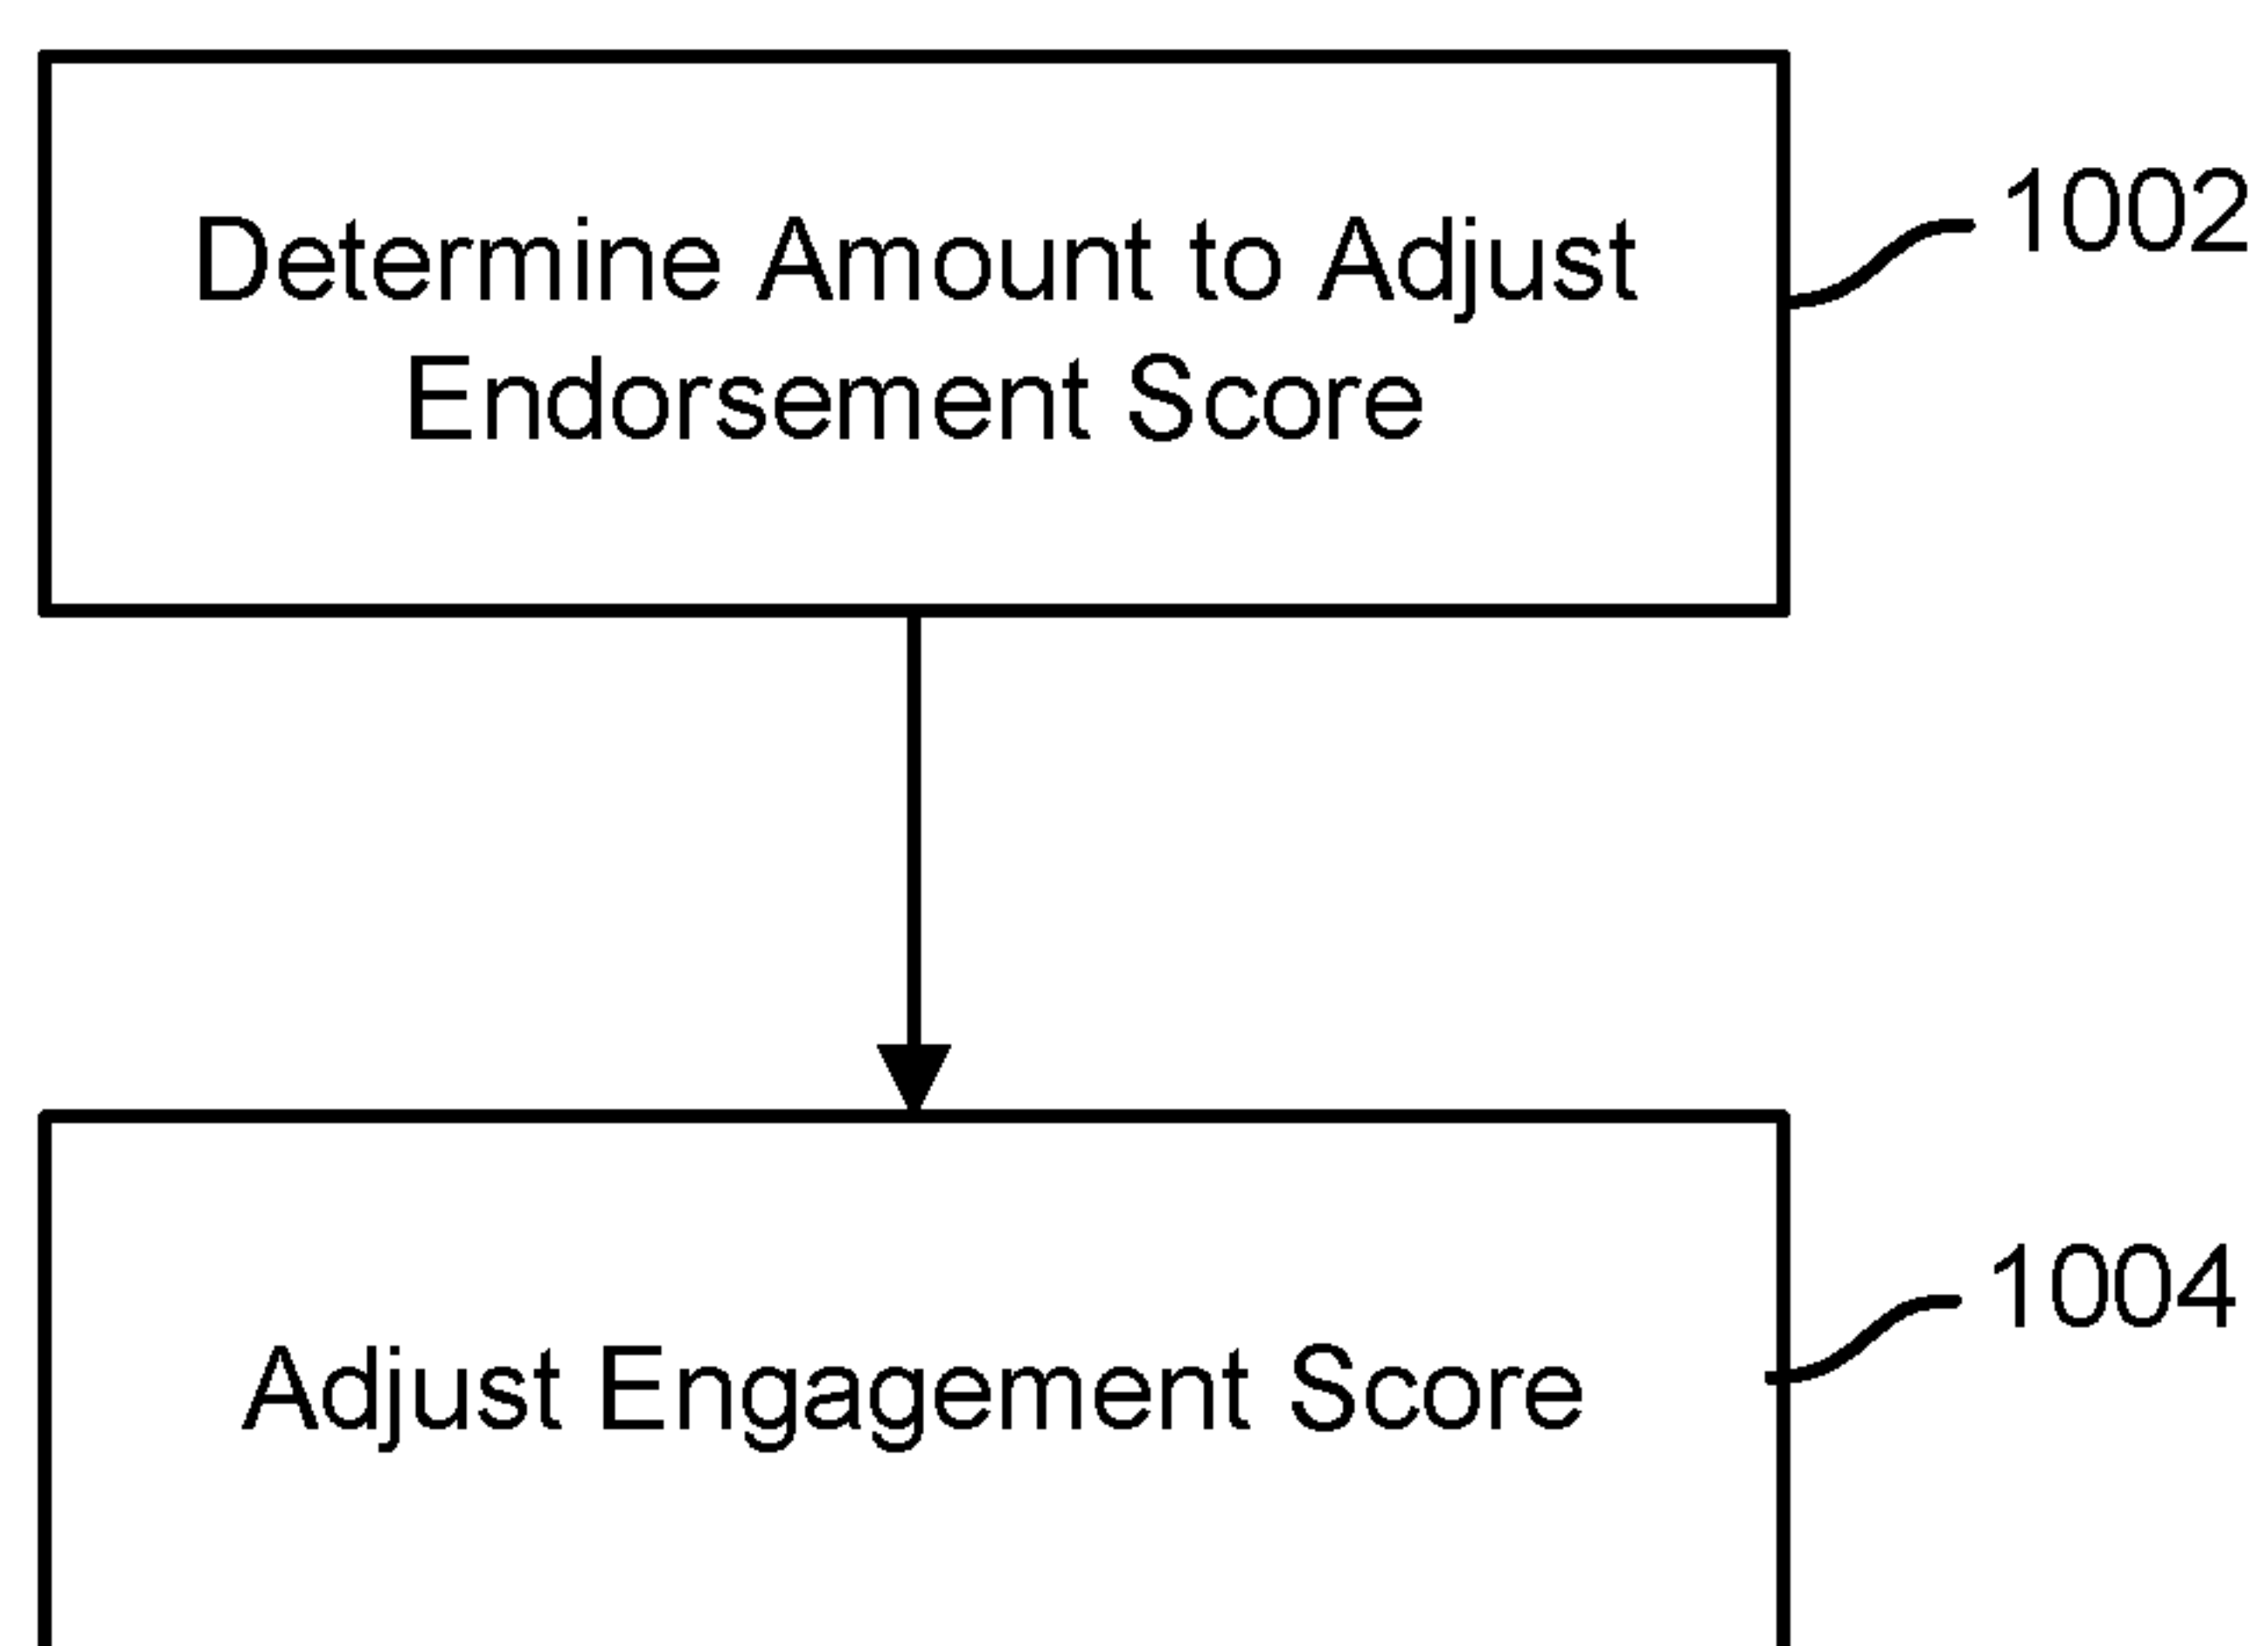 Determine Amount to Adjust
Endorsement Score
1002
Adjust Engagement Score
1004